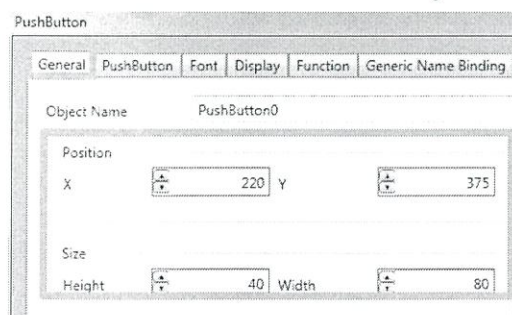 PushButton
General PushButton Font Display Function Generic Name Binding
Object Name PushButton0
Position
X 220 Y 375
Size
Height 40 Width 80